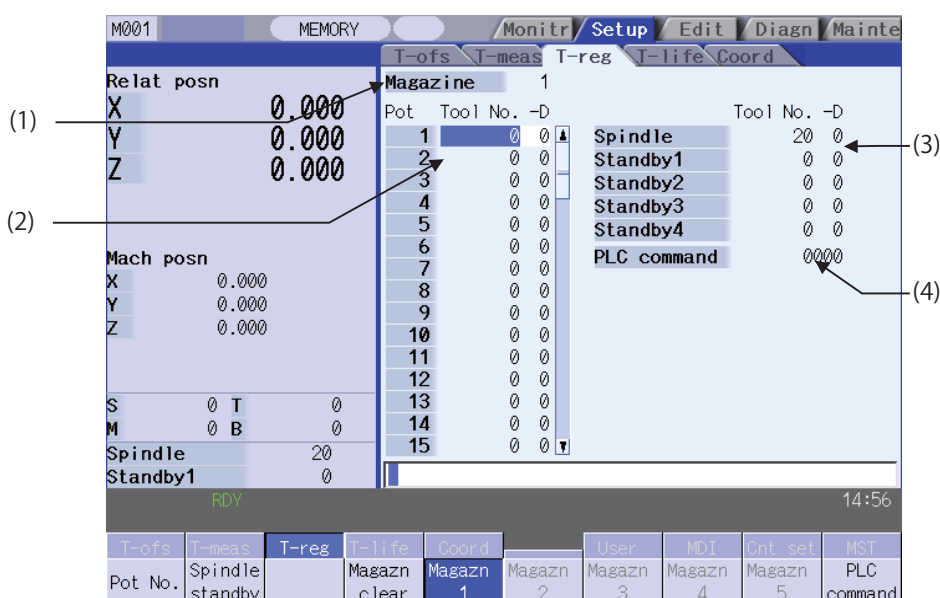 M001 MEMORY Monitr Setup Edit Diagn Mainte
T-ofs T-meas T-reg T-life Coord
Relat posn
X 0.000
Y 0.000
Z 0.000
Mach posn
X 0.000
Y 0.000
Z 0.000
S 0 T 0
M 0 B 0
Spindle 20
Standby1 0
Magazine 1
Pot Tool No. -D
1 0 0
2 0 0
3 0 0
4 0 0
5 0 0
6 0 0
7 0 0
8 0 0
9 0 0
10 0 0
11 0 0
12 0 0
13 0 0
14 0 0
15 0 0
Tool No. -D
Spindle 20 0
Standby1 0 0
Standby2 0 0
Standby3 0 0
Standby4 0 0
PLC command 0000
(1)
(2)
(3)
(4)
RDY 14:56
T-ofs T-meas T-reg T-life Coord User MDI Cnt set MST
Pot No. Spindle standby Magazn clear Magazn 1 Magazn 2 Magazn 3 Magazn 4 Magazn 5 PLC command